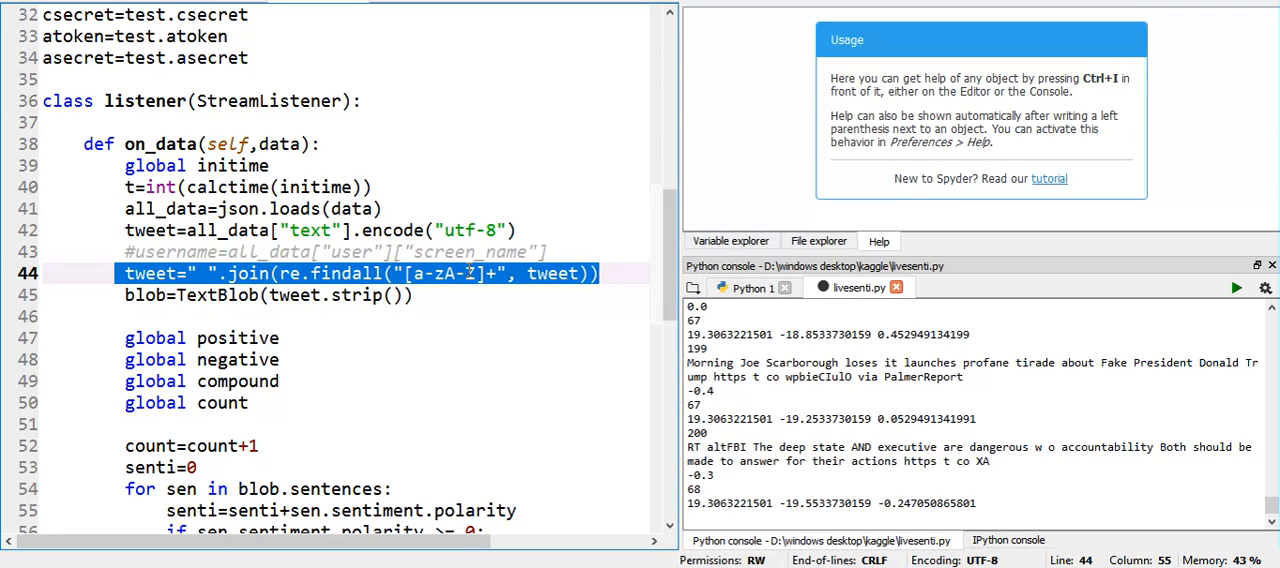 32 csecret=test.csecret
33 atoken=test.atoken
34 asecret=test.asecret
35
36 class listener(StreamListener):
37
38     def on_data(self,data):
39         global initime
40         t=int(calctime(initime))
41         all_data=json.loads(data)
42         tweet=all_data["text"].encode("utf-8")
43         #username=all_data["user"]["screen_name"]
44         tweet=" ".join(re.findall("[a-zA-Z]+", tweet))
45         blob=TextBlob(tweet.strip())
46
47         global positive
48         global negative
49         global compound
50         global count
51
52         count=count+1
53         senti=0
54         for sen in blob.sentences:
55             senti=senti+sen.sentiment.polarity
56             if sen.sentiment.polarity >= 0:
Usage
Here you can get help of any object by pressing Ctrl+I in
front of it, either on the Editor or the Console.
Help can also be shown automatically after writing a left
parenthesis next to an object. You can activate this
behavior in Preferences > Help.
New to Spyder? Read our tutorial
Variable explorer File explorer Help
Python console - D:\windows desktop\kaggle\livesenti.py
Python 1 livesenti.py
0.0
67
19.3063221501 -18.8533730159 0.452949134199
199
Morning Joe Scarborough loses it launches profane tirade about Fake President Donald Tr
ump https t co wpbieCIulO via PalmerReport
-0.4
67
19.3063221501 -19.2533730159 0.0529491341991
200
RT altFBI The deep state AND executive are dangerous w o accountability Both should be
made to answer for their actions https t co XA
-0.3
68
19.3063221501 -19.5533730159 -0.247050865801
Python console - D:\windows desktop\kaggle\livesenti.py IPython console
Permissions: RW End-of-lines: CRLF Encoding: UTF-8 Line: 44 Column: 55 Memory: 43 %